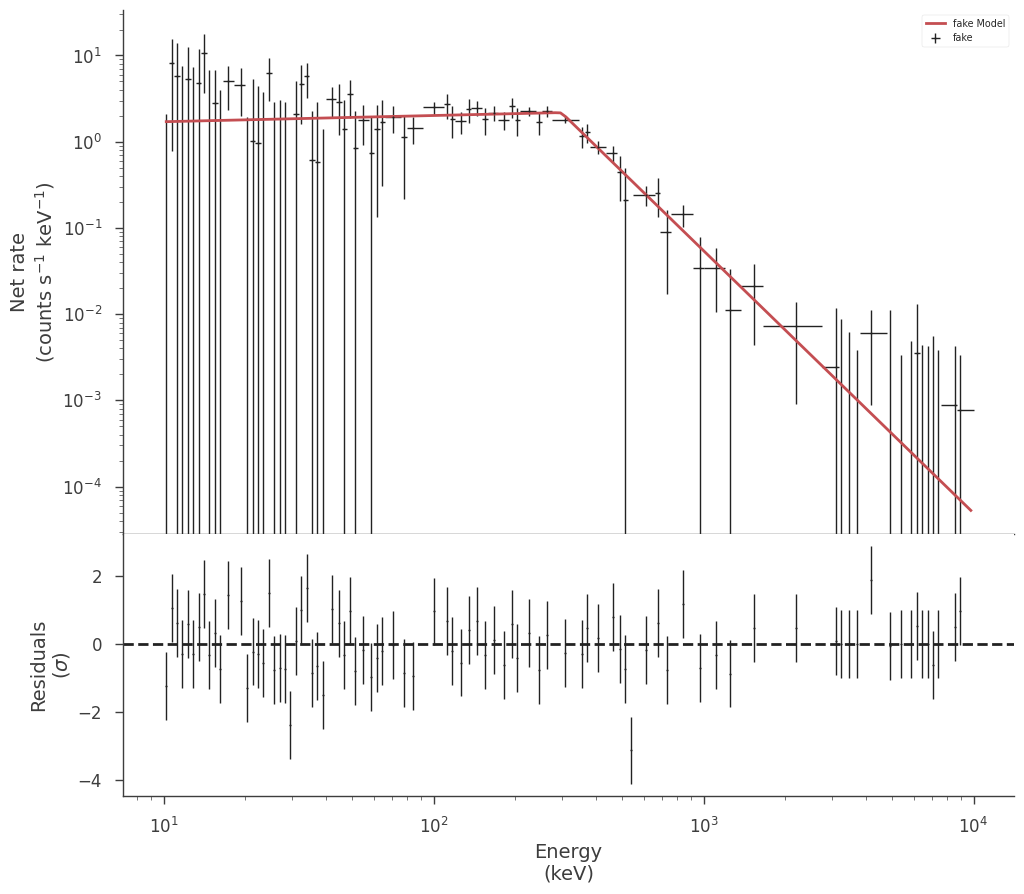 fake Model
fake
10¹
10⁰
10⁻¹
10⁻²
10⁻³
10⁻⁴
Net rate
(counts s⁻¹ keV⁻¹)
2
0
−2
−4
Residuals
(σ)
10¹ 10² 10³ 10⁴
Energy
(keV)